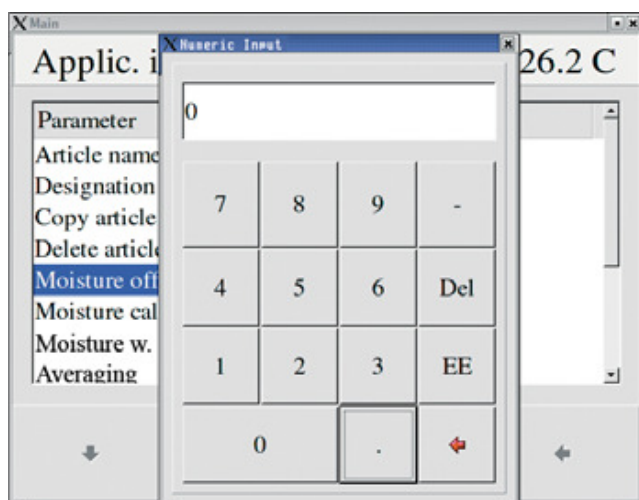 Main
Numeric Input
Applic. i
26.2 C
0
Parameter
Article name
Designation
Copy article
Delete article
Moisture off
Moisture cal
Moisture w.
Averaging
7 8 9 -
4 5 6 Del
1 2 3 EE
0 .